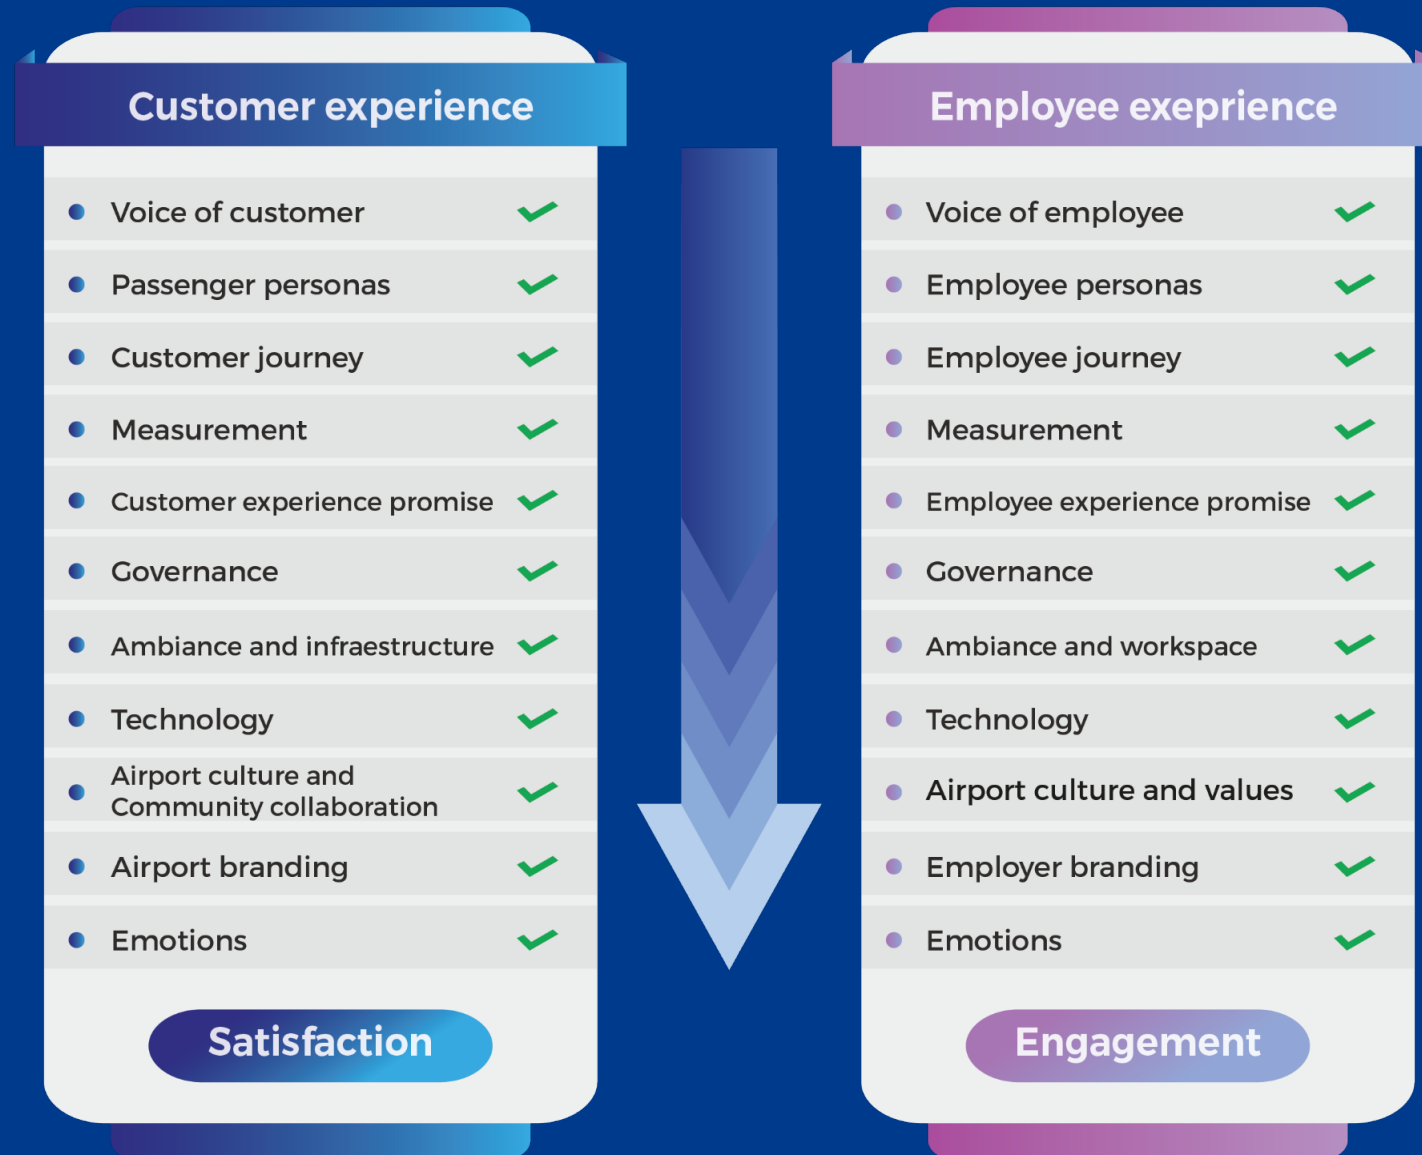 Customer experience
Voice of customer
Passenger personas
Customer journey
Measurement
Customer experience promise
Governance
Ambiance and infraestructure
Technology
Airport culture and
Community collaboration
Airport branding
Emotions
Satisfaction
Employee exeprience
Voice of employee
Employee personas
Employee journey
Measurement
Employee experience promise
Governance
Ambiance and workspace
Technology
Airport culture and values
Employer branding
Emotions
Engagement